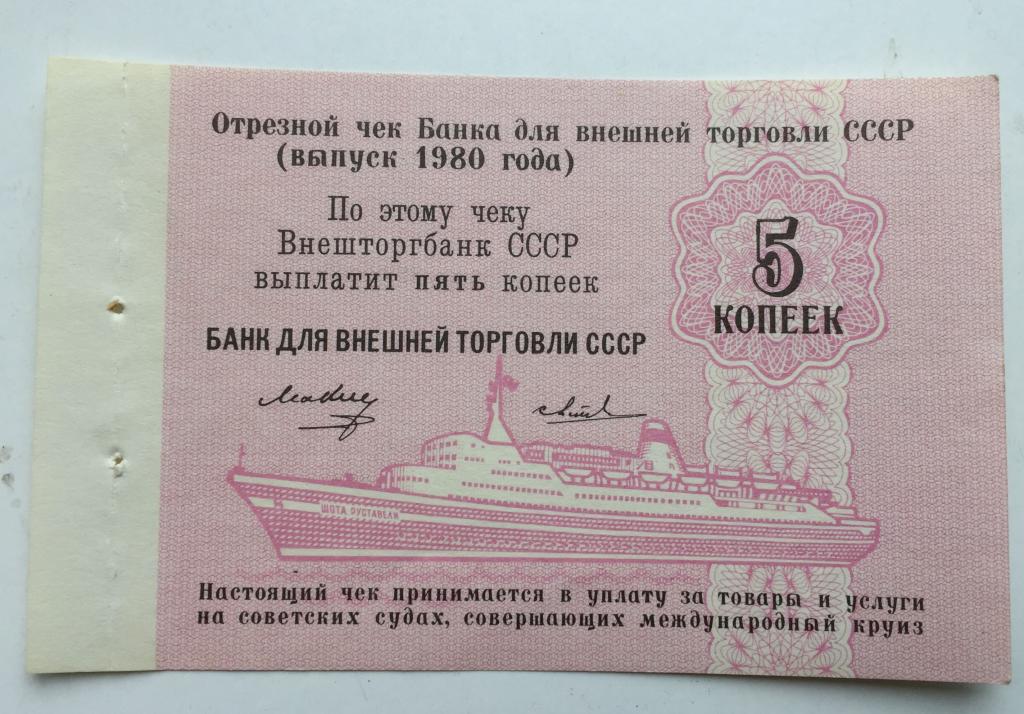 Отрезной чек Банка для внешней торговли СССР
(выпуск 1980 года)
По этому чеку
Внешторгбанк СССР
выплатит пять копеек
5
КОПЕЕК
БАНК ДЛЯ ВНЕШНЕЙ ТОРГОВЛИ СССР
ШОТА РУСТАВЕЛИ
Настоящий чек принимается в уплату за товары и услуги
на советских судах, совершающих международный круиз